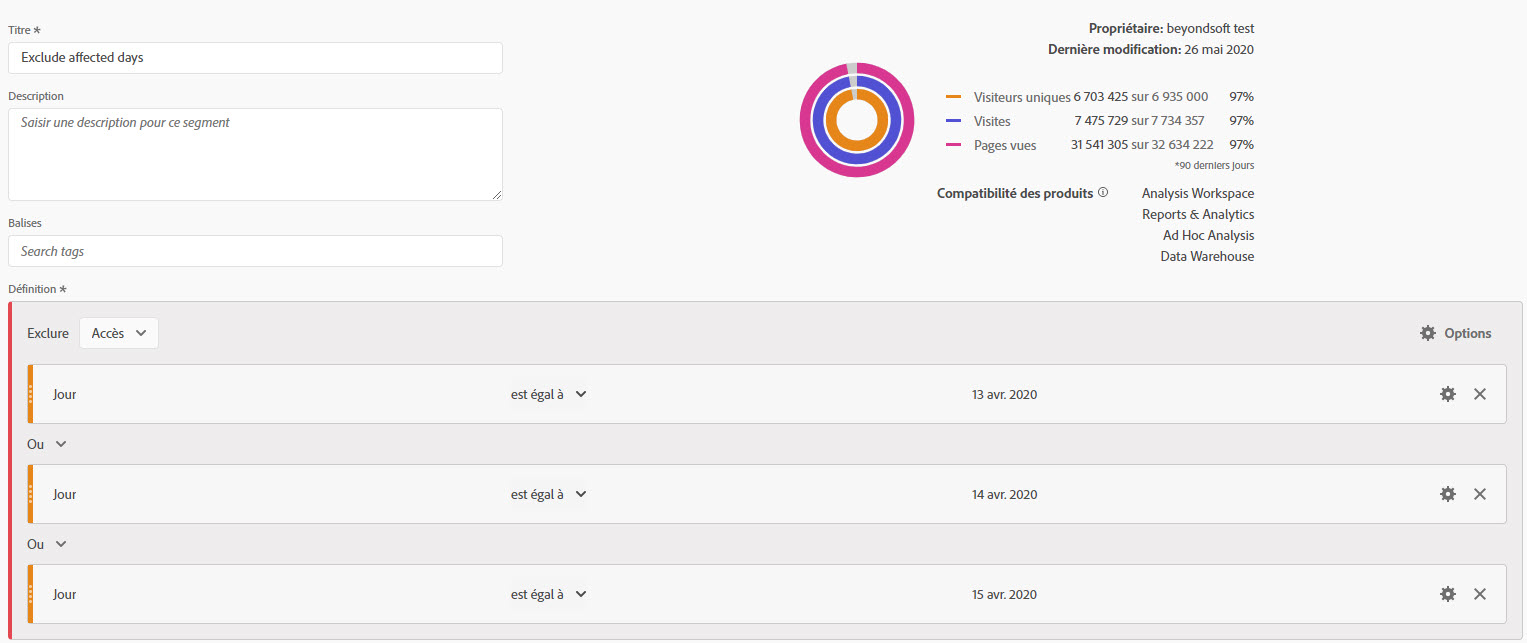 Titre *
Exclude affected days
Description
Saisir une description pour ce segment
Balises
Search tags
Propriétaire: beyondsoft test
Dernière modification: 26 mai 2020
Visiteurs uniques 6 703 425 sur 6 935 000 97%
Visites 7 475 729 sur 7 734 357 97%
Pages vues 31 541 305 sur 32 634 222 97%
*90 derniers jours
Compatibilité des produits Analysis Workspace
Reports & Analytics
Ad Hoc Analysis
Data Warehouse
Définition *
Exclure Accès Options
Jour est égal à 13 avr. 2020
Ou
Jour est égal à 14 avr. 2020
Ou
Jour est égal à 15 avr. 2020